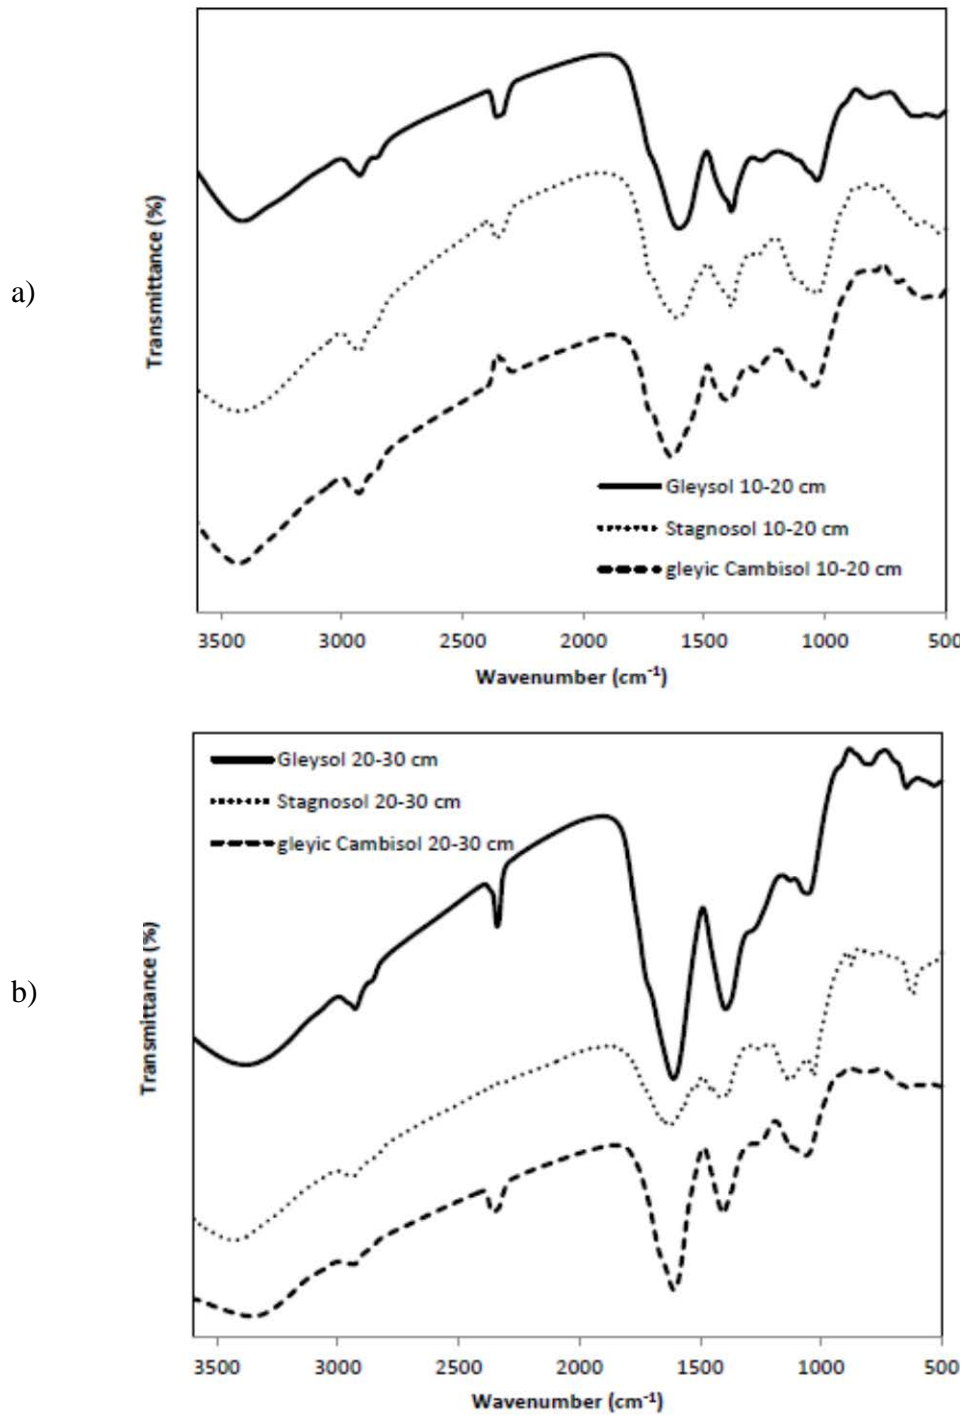 a)
Transmittance (%)
Gleysol 10-20 cm
Stagnosol 10-20 cm
gleyic Cambisol 10-20 cm
3500 3000 2500 2000 1500 1000 500
Wavenumber (cm⁻¹)
b)
Transmittance (%)
Gleysol 20-30 cm
Stagnosol 20-30 cm
gleyic Cambisol 20-30 cm
3500 3000 2500 2000 1500 1000 500
Wavenumber (cm⁻¹)